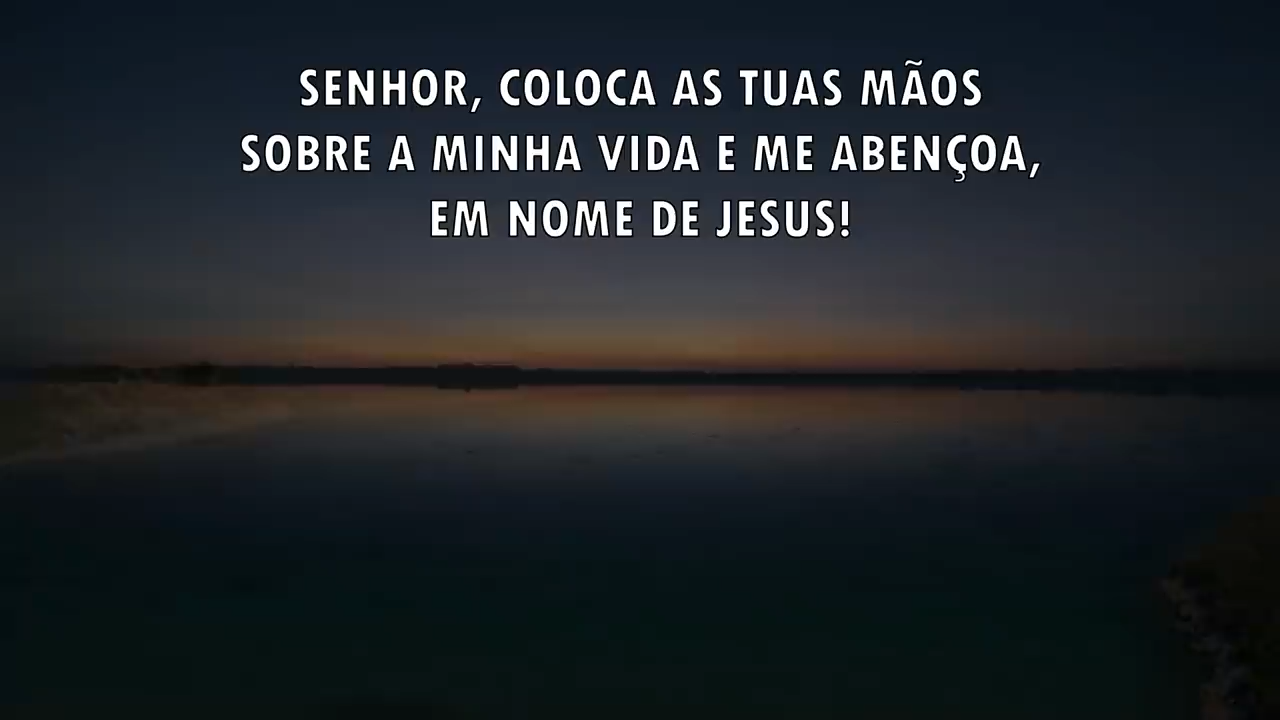 SENHOR, COLOCA AS TUAS MÃOS
SOBRE A MINHA VIDA E ME ABENÇOA,
EM NOME DE JESUS!